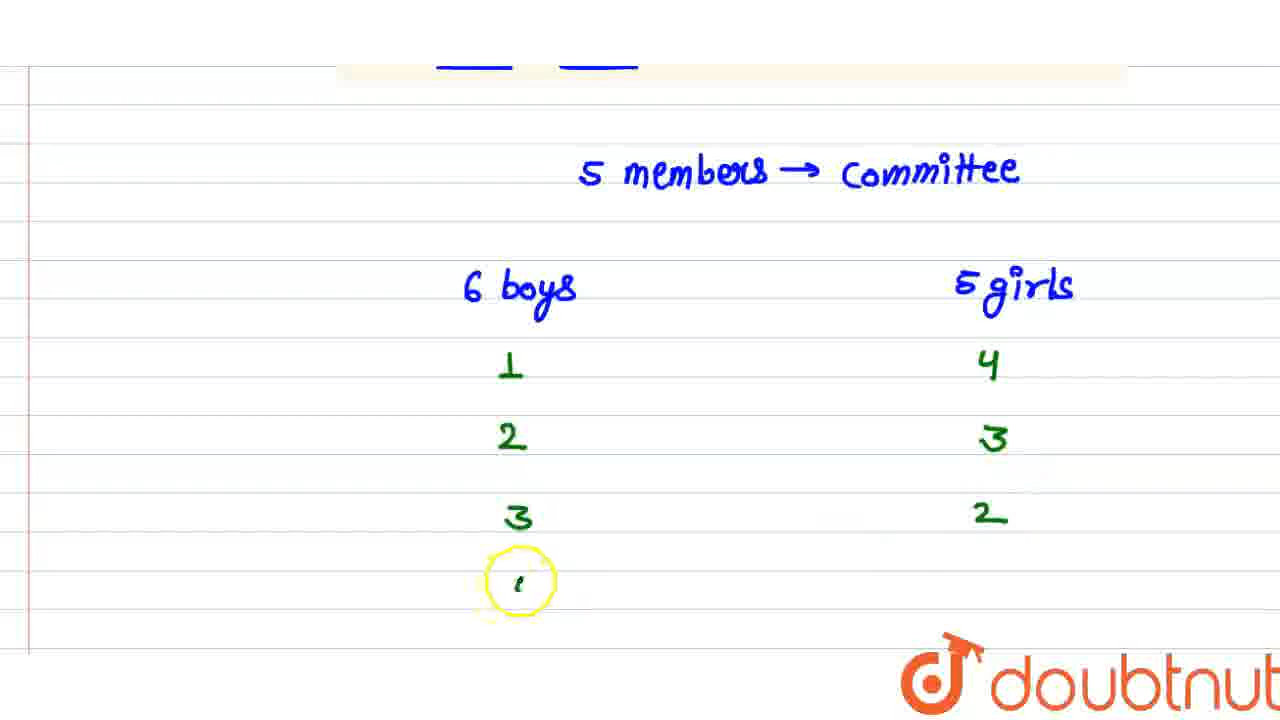 5 members → committee
6 boys 5 girls
1 4
2 3
3 2
doubtnut